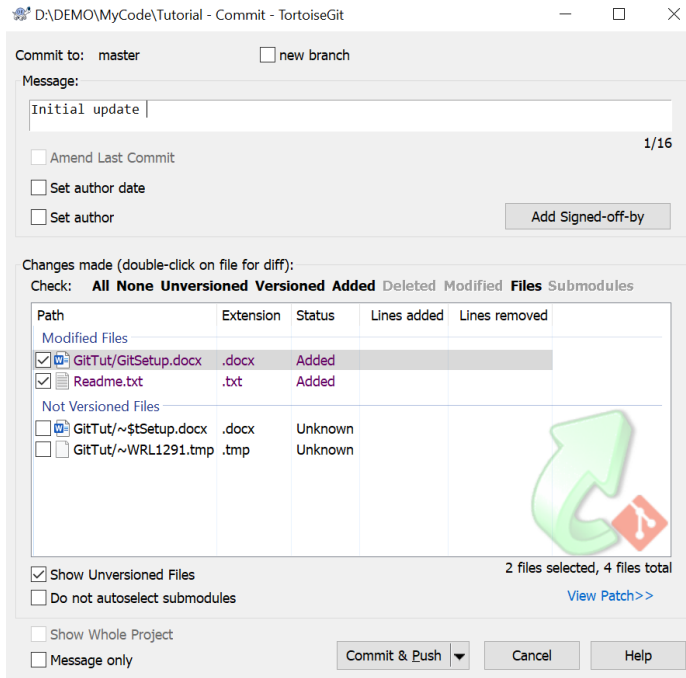 D:\DEMO\MyCode\Tutorial - Commit - TortoiseGit
Commit to: master new branch
Message:
Initial update
1/16
Amend Last Commit
Set author date
Set author
Add Signed-off-by
Changes made (double-click on file for diff):
Check: All None Unversioned Versioned Added Deleted Modified Files Submodules
Path Extension Status Lines added Lines removed
Modified Files
GitTut/GitSetup.docx .docx Added
Readme.txt .txt Added
Not Versioned Files
GitTut/~$tSetup.docx .docx Unknown
GitTut/~WRL1291.tmp .tmp Unknown
Show Unversioned Files
2 files selected, 4 files total
Do not autoselect submodules
View Patch>>
Show Whole Project
Message only
Commit & Push Cancel Help